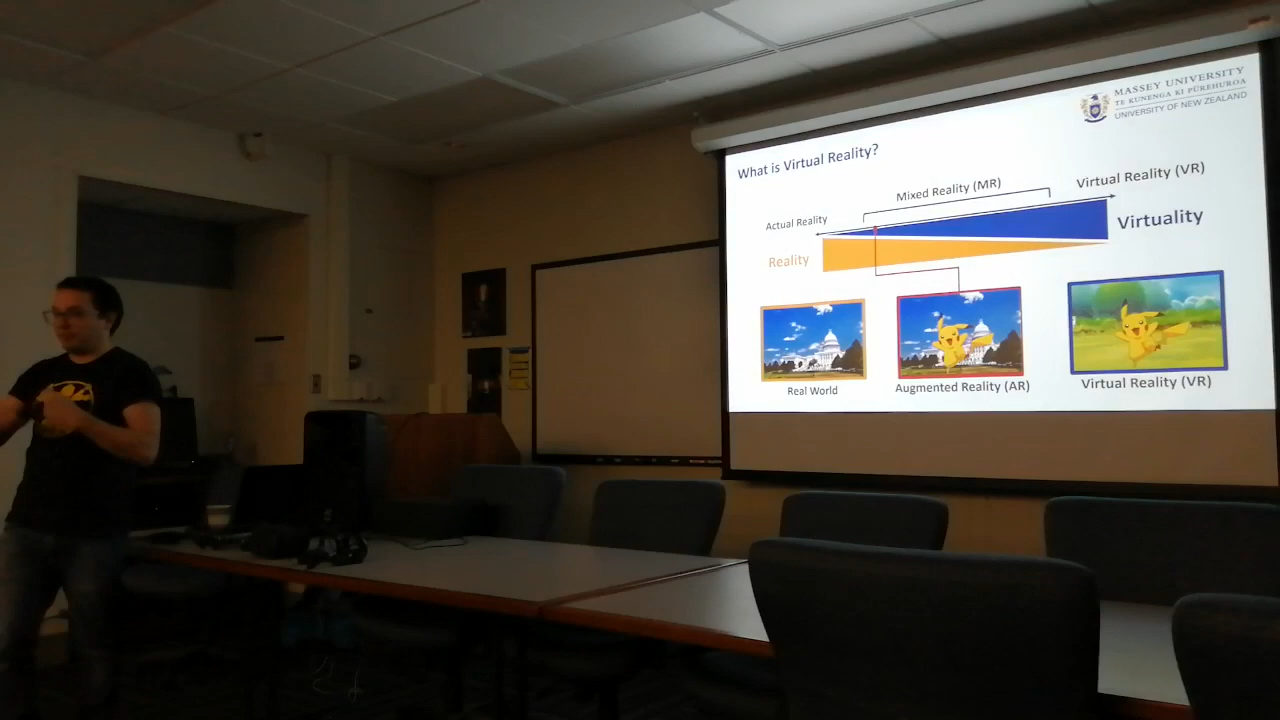 MASSEY UNIVERSITY
TE KUNENGA KI PŪREHUROA
UNIVERSITY OF NEW ZEALAND
What is Virtual Reality?
Mixed Reality (MR)
Virtual Reality (VR)
Actual Reality
Virtuality
Reality
Real World
Augmented Reality (AR)
Virtual Reality (VR)